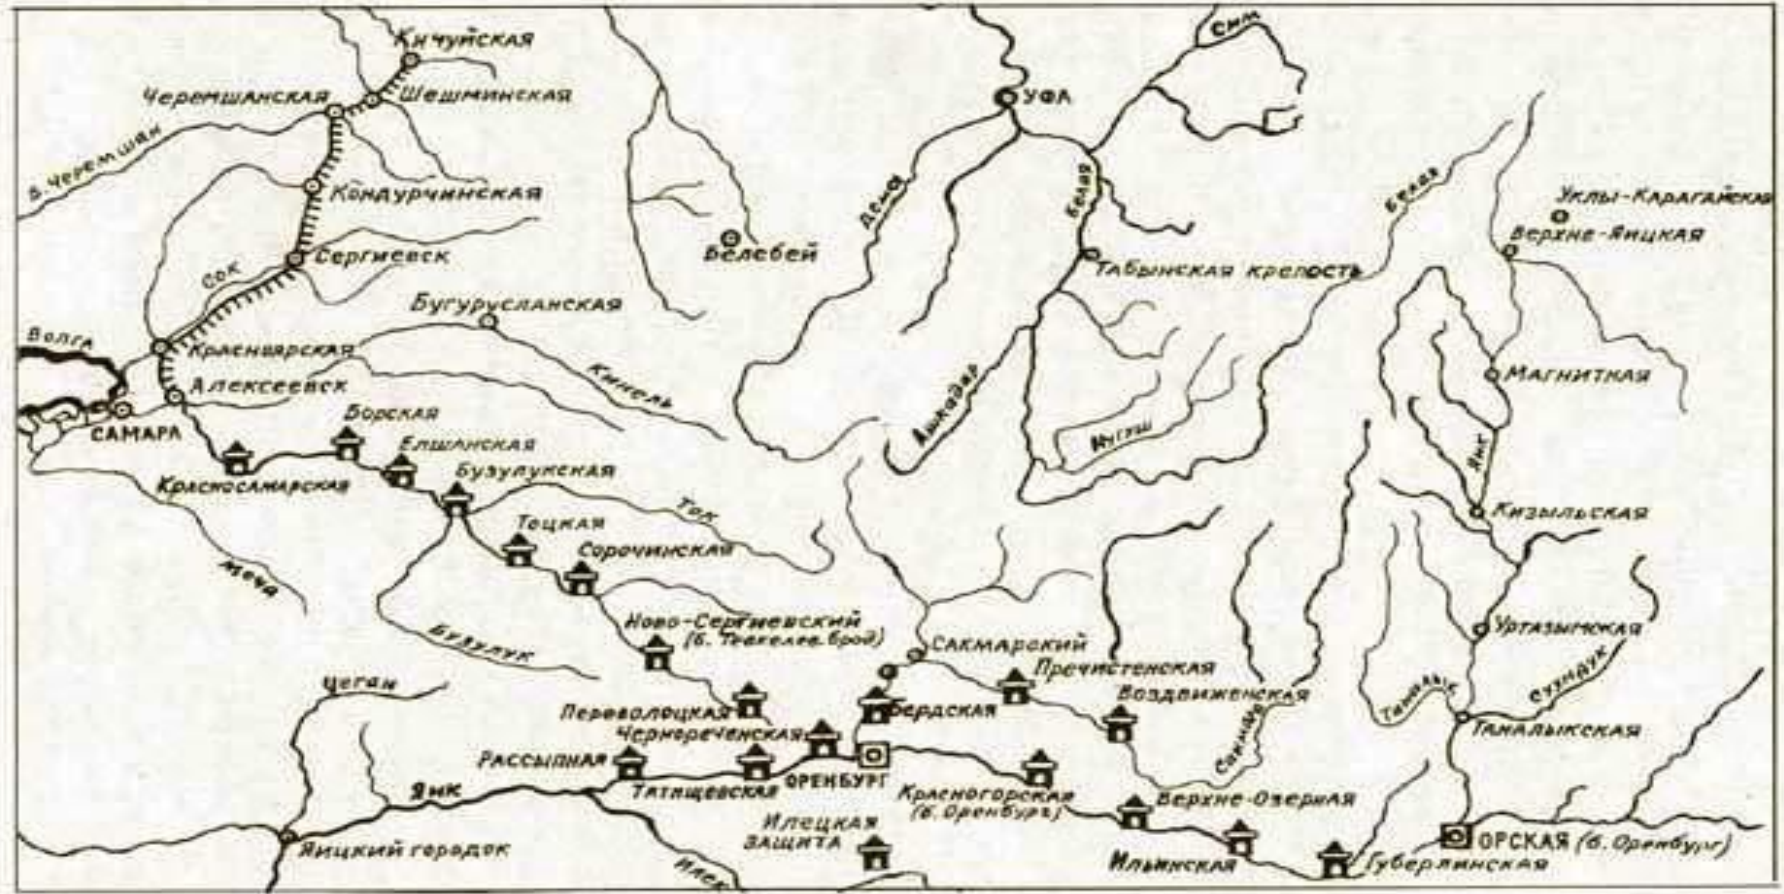 Кичуйская
Сим
Черемшанская
Шешминская
УФА
Б. Черемшан
Кондурчинская
Дема
Белая
Белая
Уклы-Карагайская
Верхне-Яицкая
Сергиевск
Белебей
Табынская крепость
Сок
Бугурусланская
Волга
Красноярская
Кинель
Магнитная
Алексеевск
Ашкадар
САМАРА
Борская
Елшанская
Нугуш
Яик
Красносамарская
Бузулукская
Ток
Кизыльская
Тоцкая
Сорочинская
Моча
Ново-Сергиевский
(б. Тевкелев брод)
Бузулук
Сакмарский
Уртазымская
Пречистенская
Цеган
Воздвиженская
Суундук
Таналык
Переволоцкая
Бердская
Чернореченская
Сакмара
Таналыкская
Рассыпная
Татищевская
ОРЕНБУРГ
Яик
Красногорская
(б. Оренбургъ)
Верхне-Озерная
Илецкая
защита
Яицкий городок
Илек
Ильинская
Губерлинская
ОРСКАЯ (б. Оренбург)